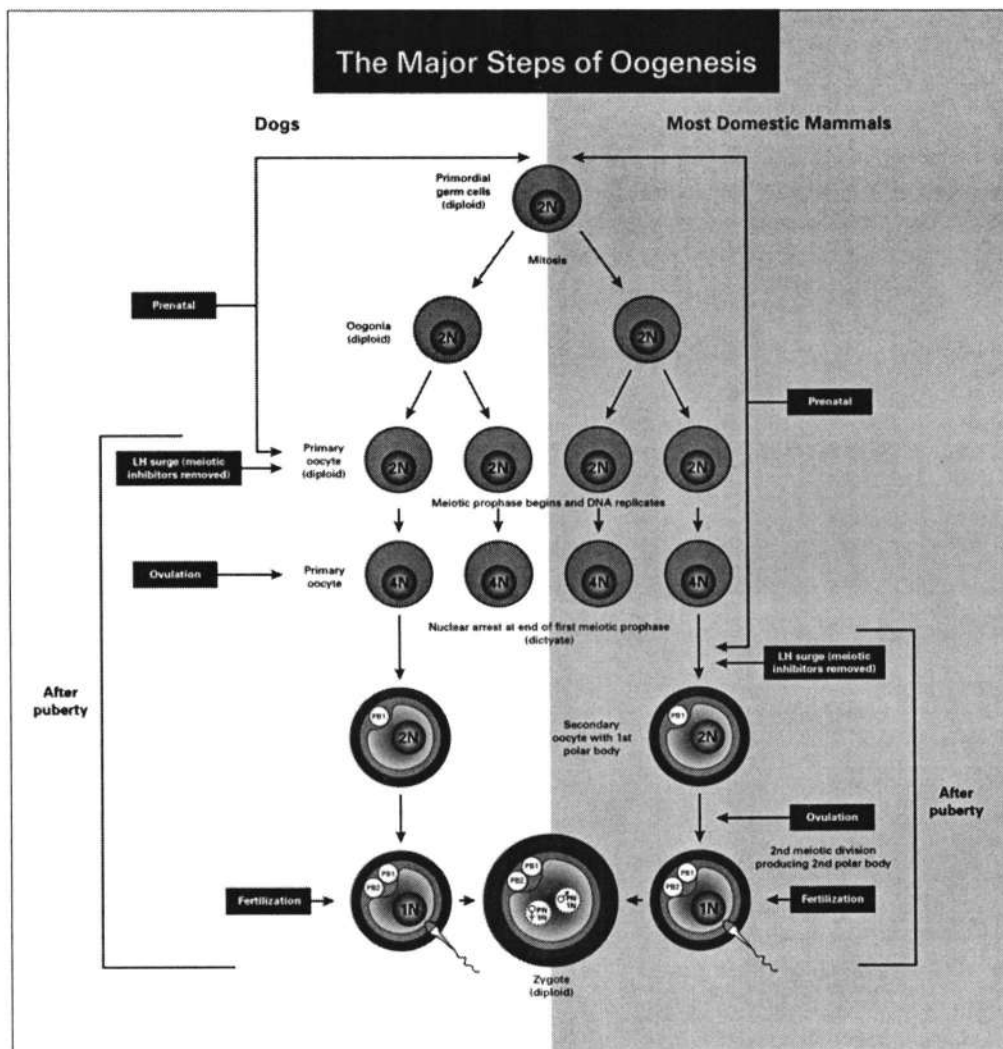 The Major Steps of Oogenesis
Dogs
Most Domestic Mammals
Primordial
germ cells
(diploid)
2N
Mitosis
Prenatal
Oogonia
(diploid)
2N
2N
Prenatal
LH surge (meiotic
inhibitors removed)
Primary
oocyte
(diploid)
2N
2N
2N
2N
Meiotic prophase begins and DNA replicates
Ovulation
Primary
oocyte
4N
4N
4N
4N
Nuclear arrest at end of first meiotic prophase
(dictyate)
LH surge (meiotic
inhibitors removed)
After
puberty
PB1
2N
Secondary
oocyte with 1st
polar body
PB1
2N
After
puberty
Ovulation
2nd meiotic division
producing 2nd polar body
Fertilization
PB1
PB2
1N
PB1
PB2
♀PN
1N
♂PN
1N
PB1
PB2
1N
Fertilization
Zygote
(diploid)